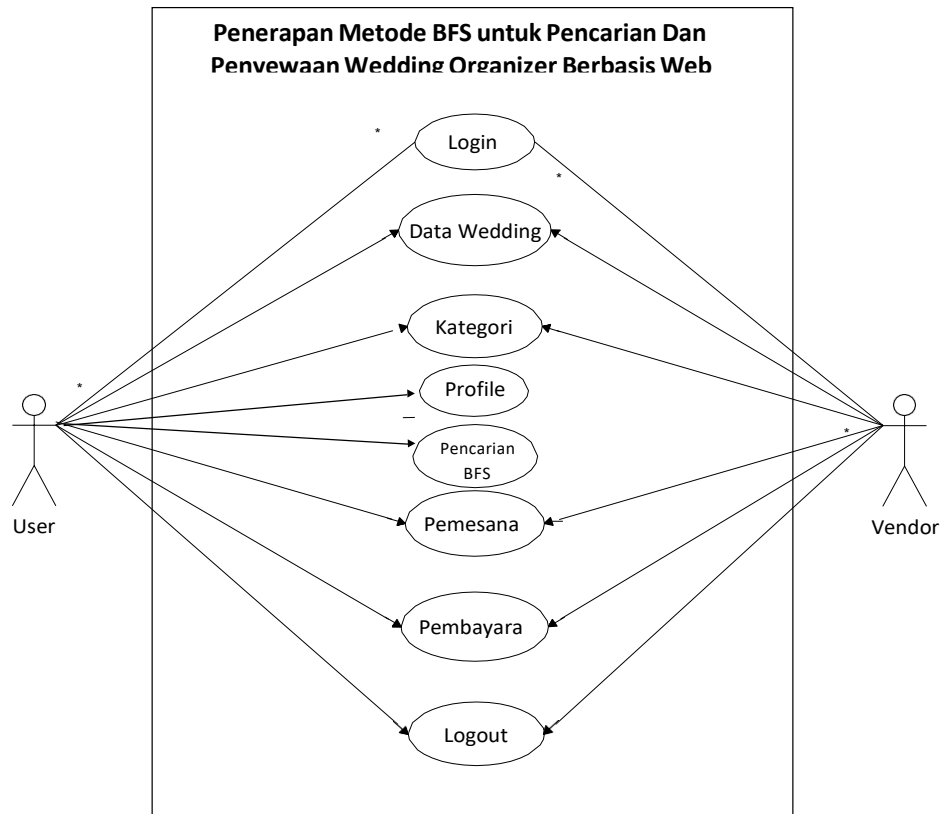 Penerapan Metode BFS untuk Pencarian Dan
Penyewaan Wedding Organizer Berbasis Web
*
Login
*
Data Wedding
Kategori
*
Profile
Pencarian
BFS
*
Pemesana
User
Vendor
Pembayara
Logout